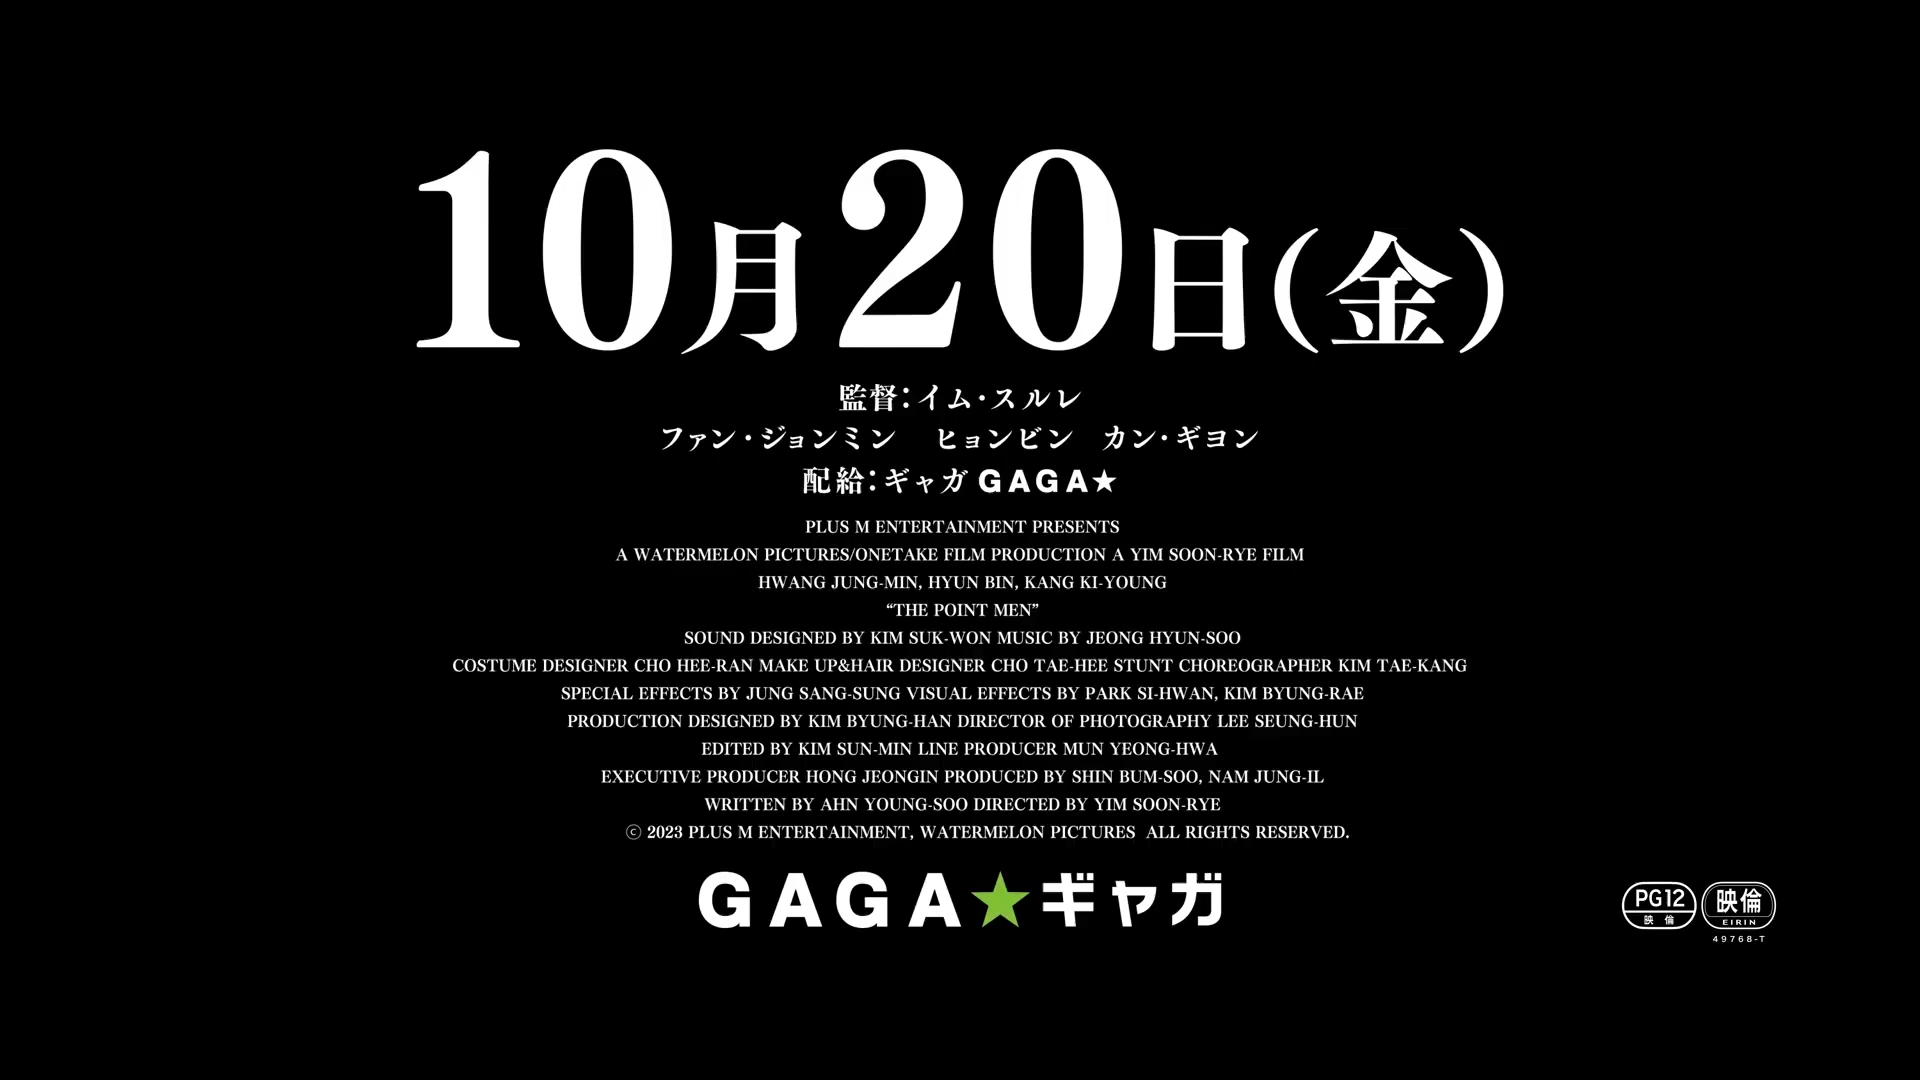 10月20日(金)
監督：イム・スルレ
ファン・ジョンミン　ヒョンビン　カン・ギヨン
配給：ギャガ GAGA★
PLUS M ENTERTAINMENT PRESENTS
A WATERMELON PICTURES/ONETAKE FILM PRODUCTION A YIM SOON-RYE FILM
HWANG JUNG-MIN, HYUN BIN, KANG KI-YOUNG
“THE POINT MEN”
SOUND DESIGNED BY KIM SUK-WON MUSIC BY JEONG HYUN-SOO
COSTUME DESIGNER CHO HEE-RAN MAKE UP&HAIR DESIGNER CHO TAE-HEE STUNT CHOREOGRAPHER KIM TAE-KANG
SPECIAL EFFECTS BY JUNG SANG-SUNG VISUAL EFFECTS BY PARK SI-HWAN, KIM BYUNG-RAE
PRODUCTION DESIGNED BY KIM BYUNG-HAN DIRECTOR OF PHOTOGRAPHY LEE SEUNG-HUN
EDITED BY KIM SUN-MIN LINE PRODUCER MUN YEONG-HWA
EXECUTIVE PRODUCER HONG JEONGIN PRODUCED BY SHIN BUM-SOO, NAM JUNG-IL
WRITTEN BY AHN YOUNG-SOO DIRECTED BY YIM SOON-RYE
ⓒ 2023 PLUS M ENTERTAINMENT, WATERMELON PICTURES ALL RIGHTS RESERVED.
GAGA★ギャガ
PG12
映倫
映倫
EIRIN
49768-T